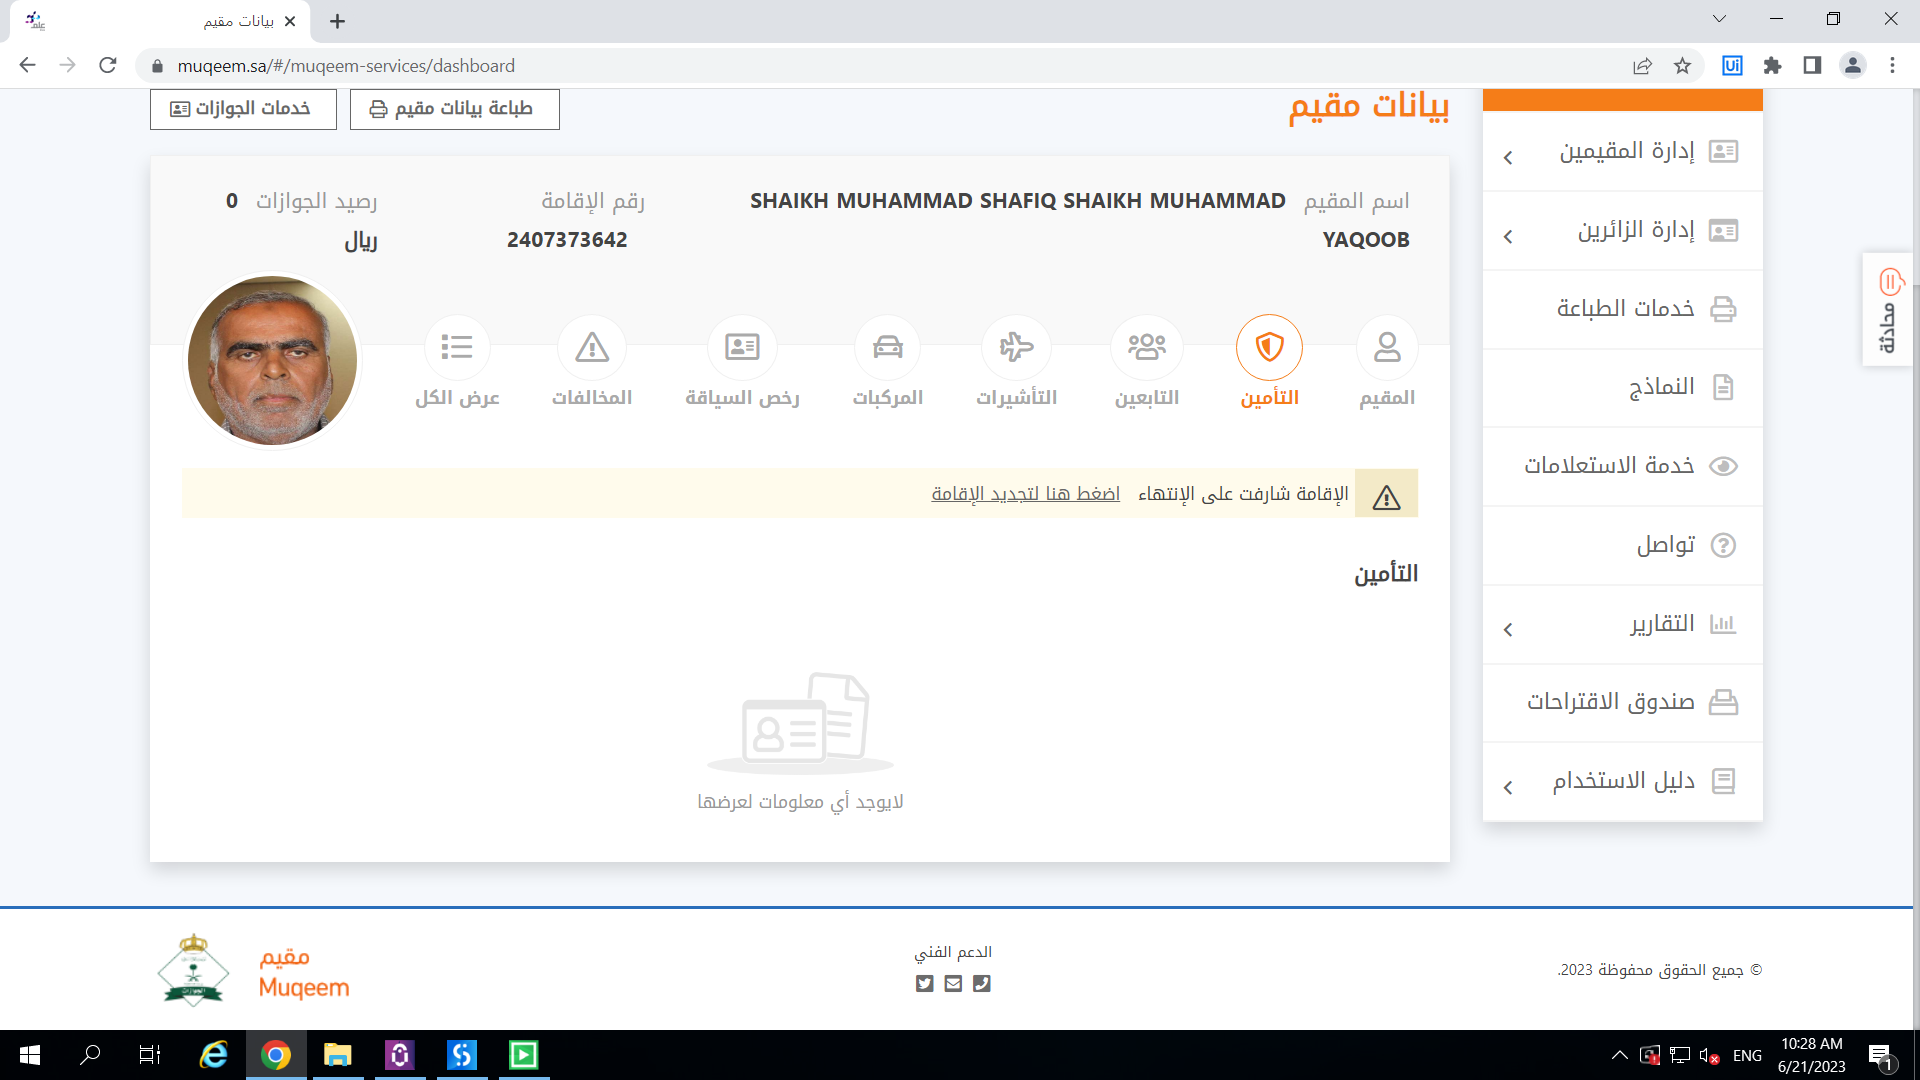 بيانات مقيم
muqeem.sa/#/muqeem-services/dashboard
بيانات مقيم
طباعة بيانات مقيم
خدمات الجوازات
اسم المقيم SHAIKH MUHAMMAD SHAFIQ SHAIKH MUHAMMAD
YAQOOB
رقم الإقامة
2407373642
رصيد الجوازات 0
ريال
المقيم
التأمين
التابعين
التأشيرات
المركبات
رخص السياقة
المخالفات
عرض الكل
الإقامة شارفت على الإنتهاء اضغط هنا لتجديد الإقامة
التأمين
لايوجد أي معلومات لعرضها
إدارة المقيمين
إدارة الزائرين
خدمات الطباعة
النماذج
خدمة الاستعلامات
تواصل
التقارير
صندوق الاقتراحات
دليل الاستخدام
محادثة
© جميع الحقوق محفوظة 2023.
الدعم الفني
مقيم
Muqeem
ENG
10:28 AM
6/21/2023
1